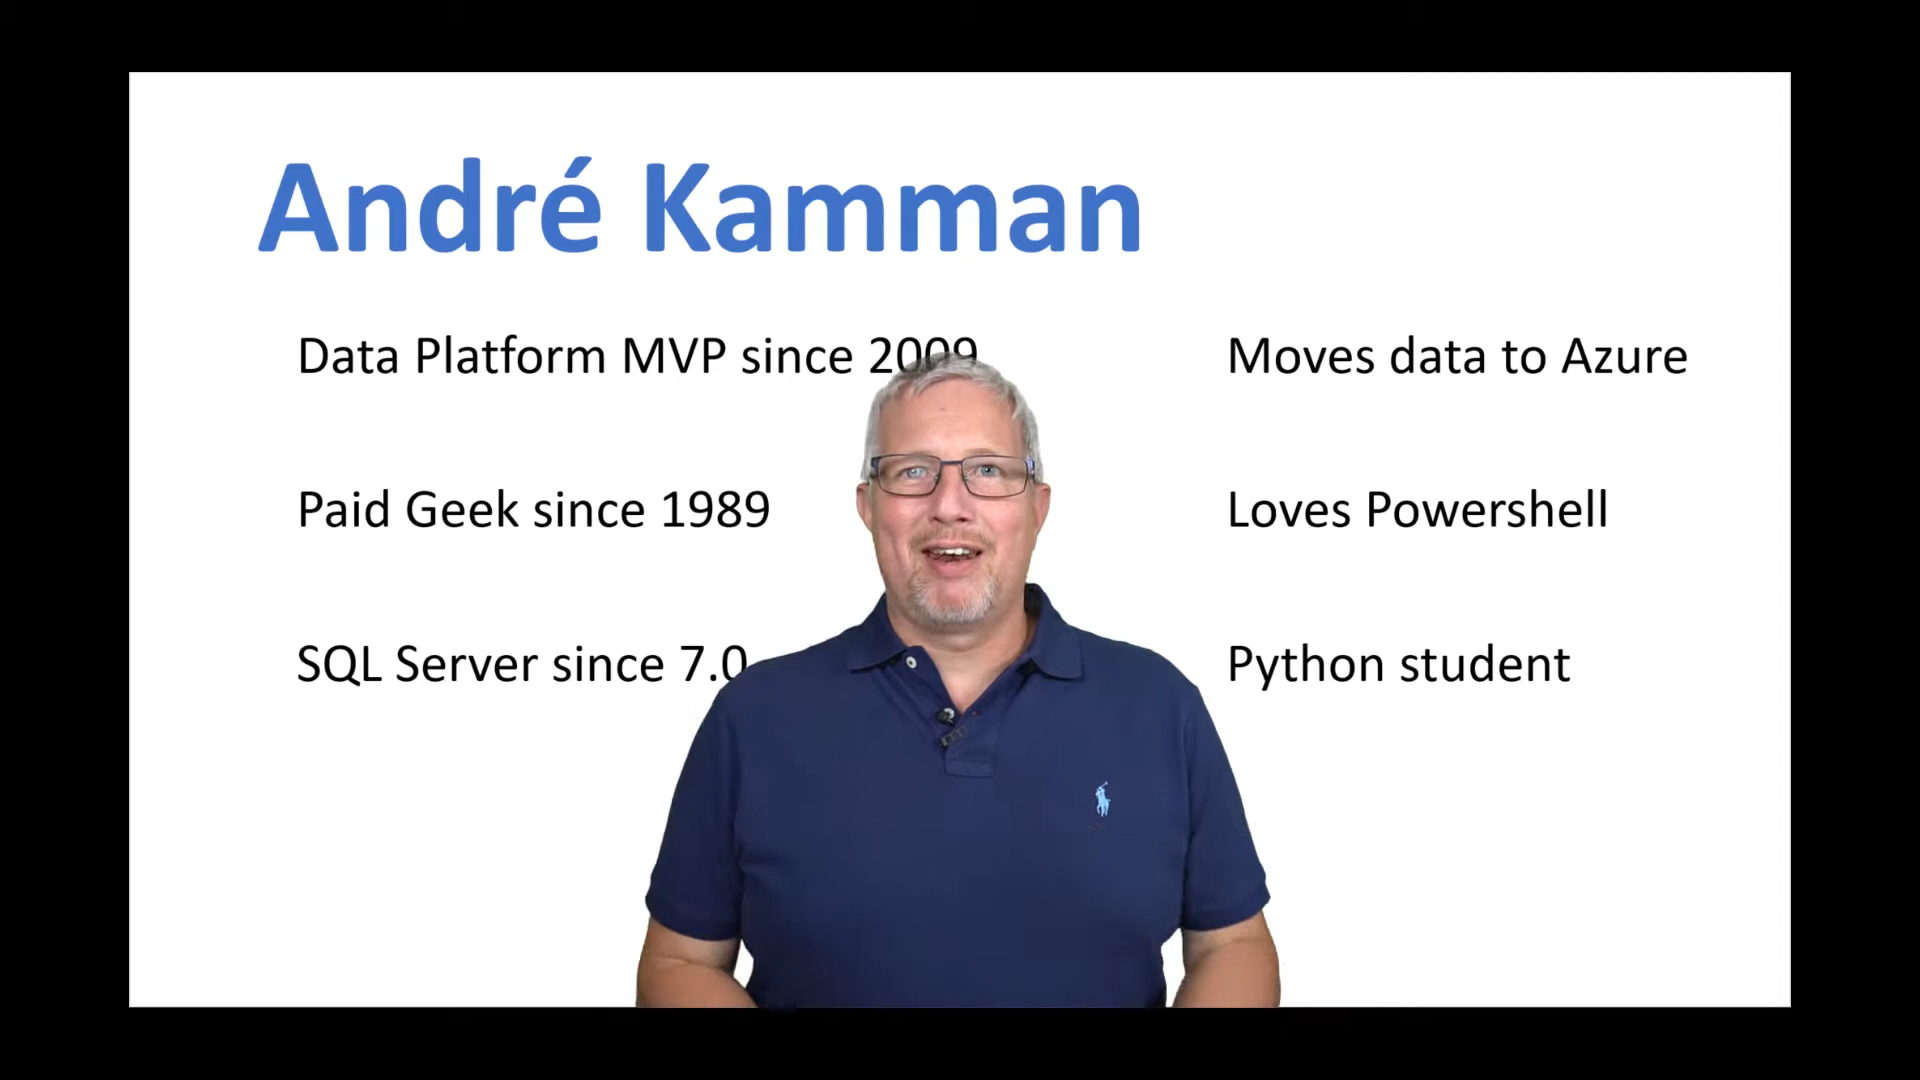 André Kamman
Data Platform MVP since 2009
Paid Geek since 1989
SQL Server since 7.0
Moves data to Azure
Loves Powershell
Python student